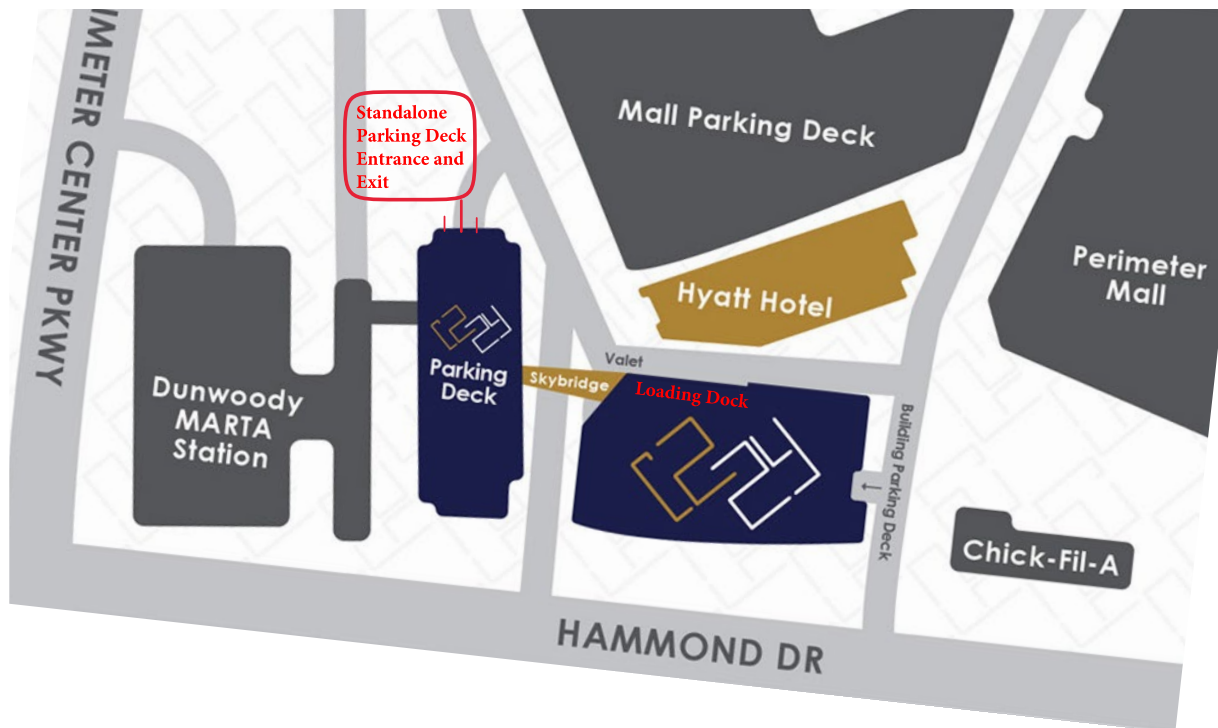 IMETER CENTER PKWY
Standalone
Parking Deck
Entrance and
Exit
Mall Parking Deck
Hyatt Hotel
Perimeter
Mall
Valet
Parking
Deck
Skybridge
Loading Dock
Dunwoody
MARTA
Station
Building Parking Deck
Chick-Fil-A
HAMMOND DR